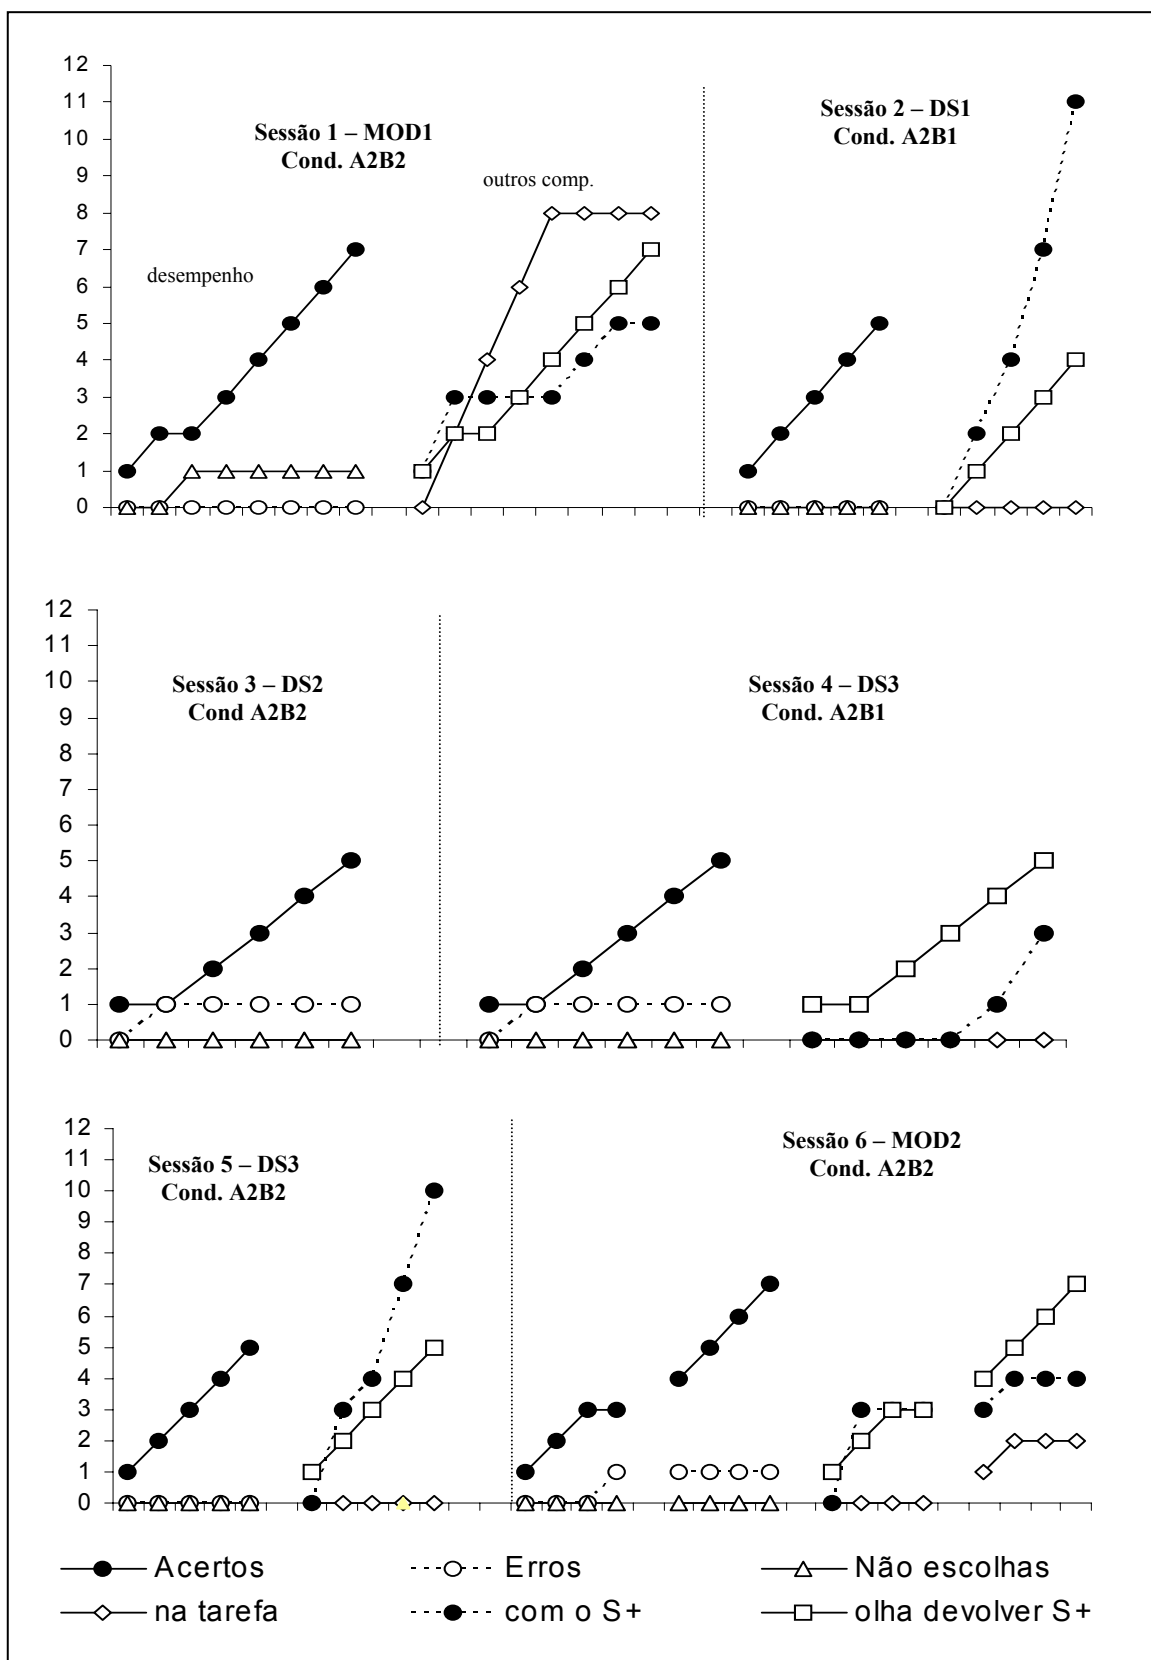 12
11
10
9
8
7
6
5
4
3
2
1
0
Sessão 1 – MOD1
Cond. A2B2
desempenho
outros comp.
Sessão 2 – DS1
Cond. A2B1
12
11
10
9
8
7
6
5
4
3
2
1
0
Sessão 3 – DS2
Cond A2B2
Sessão 4 – DS3
Cond. A2B1
12
11
10
9
8
7
6
5
4
3
2
1
0
Sessão 5 – DS3
Cond. A2B2
Sessão 6 – MOD2
Cond. A2B2
Acertos Erros Não escolhas
na tarefa com o S+ olha devolver S+